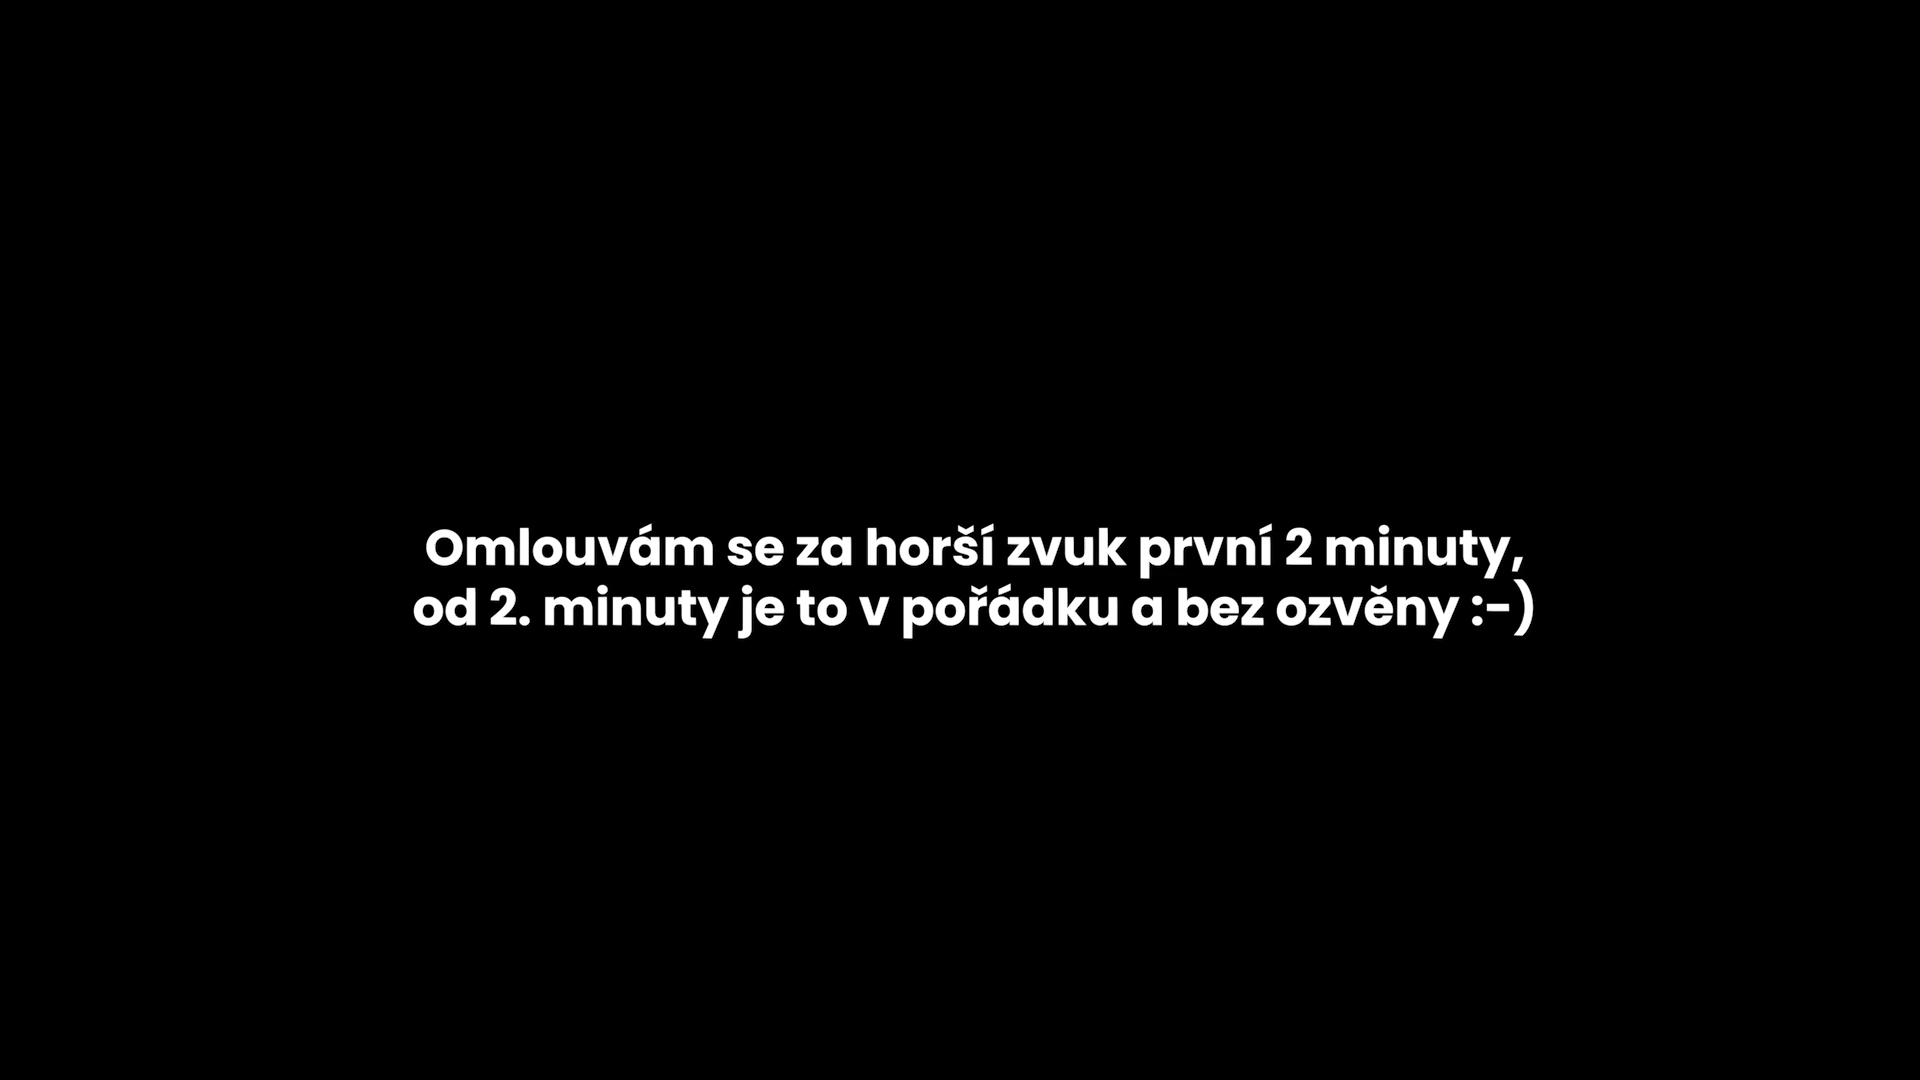 Omlouvám se za horší zvuk první 2 minuty,
od 2. minuty je to v pořádku a bez ozvěny :-)